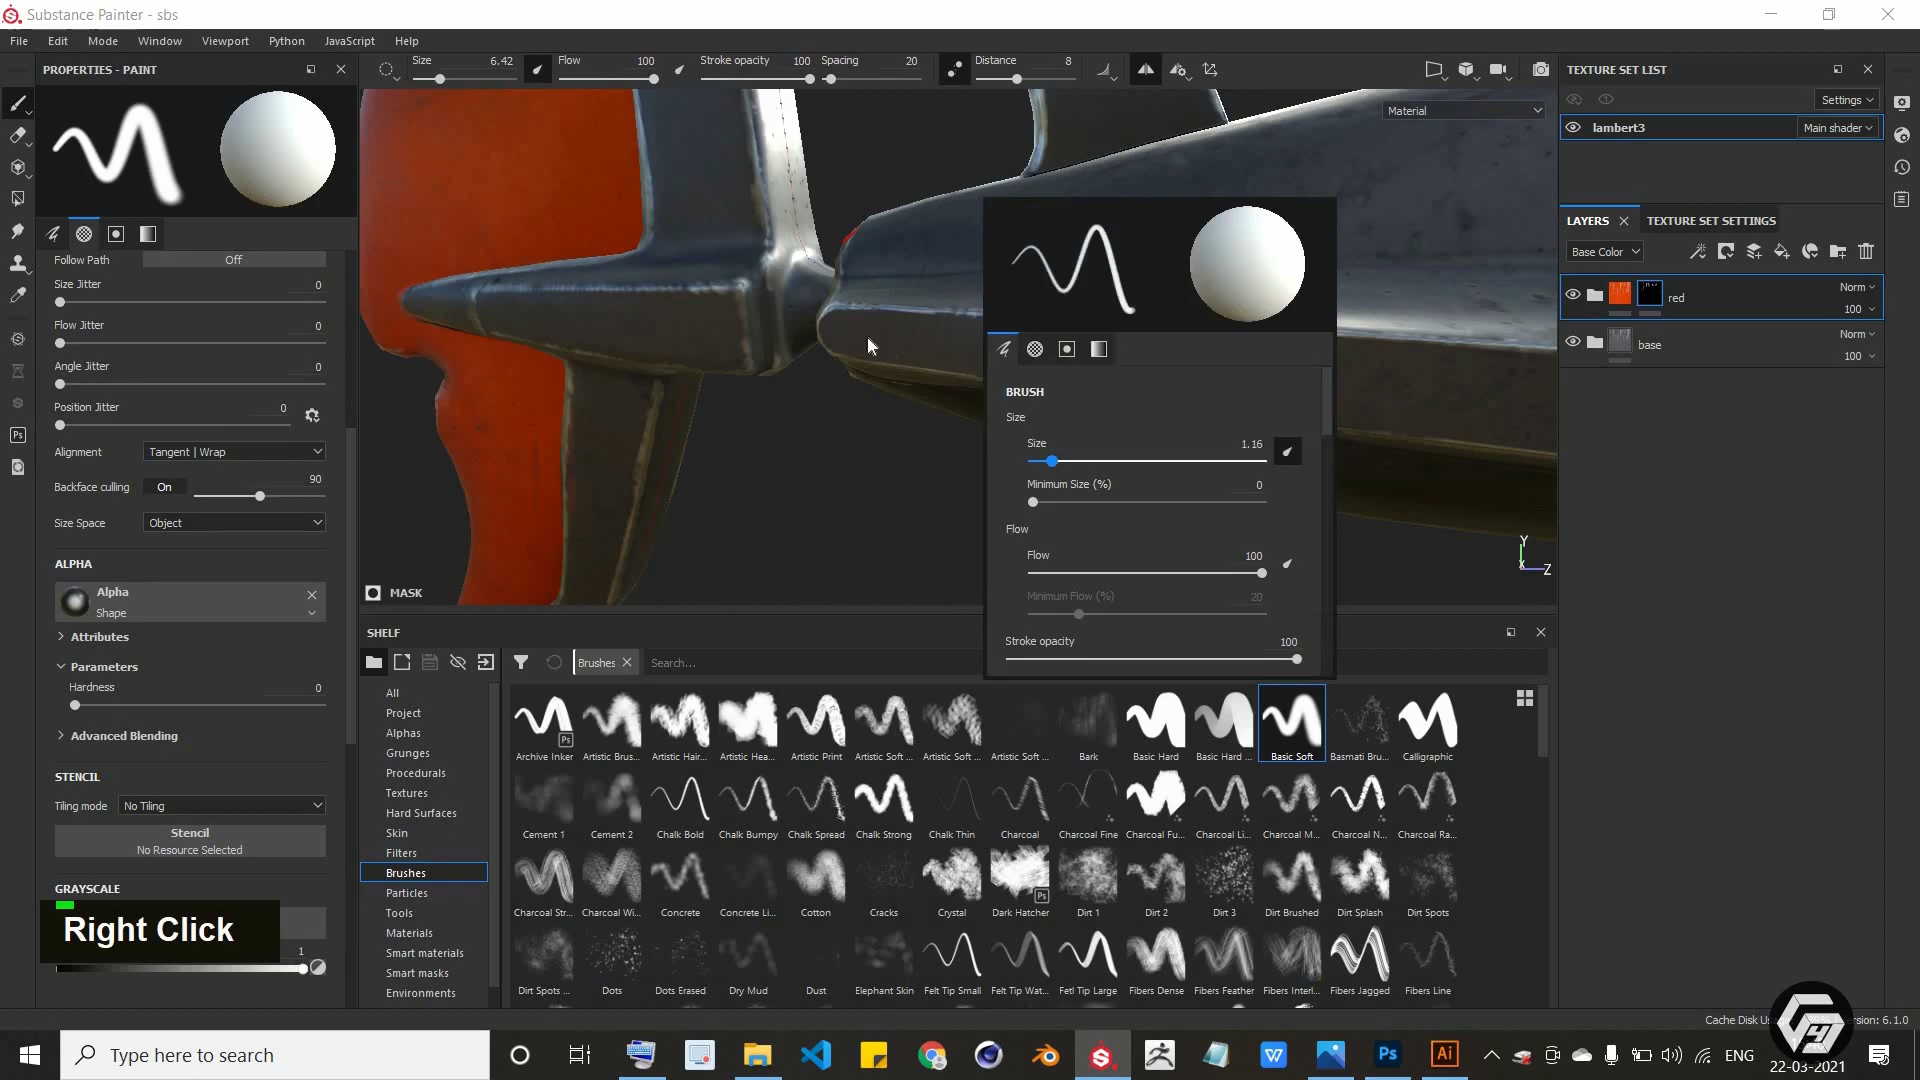 Substance Painter - sbs
File Edit Mode Window Viewport Python JavaScript Help
PROPERTIES - PAINT
Size 6.42 Flow 100 Stroke opacity 100 Spacing 20 Distance 8
Material
TEXTURE SET LIST
Settings
lambert3 Main shader
LAYERS TEXTURE SET SETTINGS
Base Color
red Norm 100
base Norm 100
Follow Path Off
Size Jitter 0
Flow Jitter 0
Angle Jitter 0
Position Jitter 0
Alignment Tangent | Wrap
Backface culling On 90
Size Space Object
ALPHA
Alpha
Shape
Attributes
Parameters
Hardness 0
Advanced Blending
STENCIL
Tiling mode No Tiling
Stencil
No Resource Selected
GRAYSCALE
Right Click
1
MASK
BRUSH
Size
Size 1.16
Minimum Size (%) 0
Flow
Flow 100
Minimum Flow (%) 20
Stroke opacity 100
Y
X
Z
SHELF
Brushes Search...
All
Project
Alphas
Grunges
Procedurals
Textures
Hard Surfaces
Skin
Filters
Brushes
Particles
Tools
Materials
Smart materials
Smart masks
Environments
Ps
Archive Inker Artistic Brus... Artistic Hair... Artistic Hea... Artistic Print Artistic Soft ... Artistic Soft ... Artistic Soft ... Bark Basic Hard Basic Hard ... Basic Soft Basmati Bru... Calligraphic
Cement 1 Cement 2 Chalk Bold Chalk Bumpy Chalk Spread Chalk Strong Chalk Thin Charcoal Charcoal Fine Charcoal Fu... Charcoal Li... Charcoal M... Charcoal N... Charcoal Ra...
Ps
Charcoal Str... Charcoal Wi... Concrete Concrete Li... Cotton Cracks Crystal Dark Hatcher Dirt 1 Dirt 2 Dirt 3 Dirt Brushed Dirt Splash Dirt Spots
Dirt Spots ... Dots Dots Erased Dry Mud Dust Elephant Skin Felt Tip Small Felt Tip Wat... Fetl Tip Large Fibers Dense Fibers Feather Fibers Interl... Fibers Jagged Fibers Line
Cache Disk Usa ersion: 6.1.0
Type here to search
Ps Ai
ENG
22-03-2021